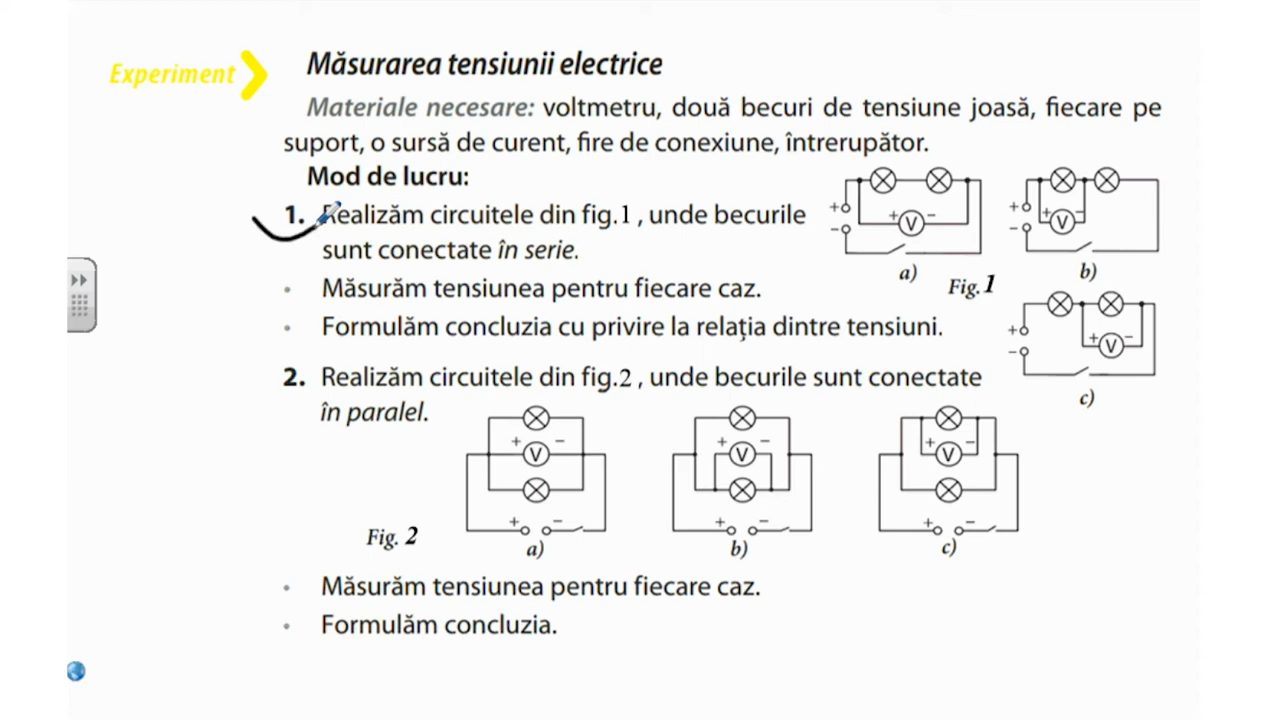 Experiment
Măsurarea tensiunii electrice
Materiale necesare: voltmetru, două becuri de tensiune joasă, fiecare pe
suport, o sursă de curent, fire de conexiune, întrerupător.
Mod de lucru:
1. Realizăm circuitele din fig.1 , unde becurile
sunt conectate în serie.
• Măsurăm tensiunea pentru fiecare caz.
• Formulăm concluzia cu privire la relația dintre tensiuni.
+ − + V −
a)
+ − + V −
b)
Fig.1
+ − + V −
c)
2. Realizăm circuitele din fig.2 , unde becurile sunt conectate
în paralel.
+ V − + −
a)
+ V − + −
b)
+ V − + −
c)
Fig. 2
• Măsurăm tensiunea pentru fiecare caz.
• Formulăm concluzia.